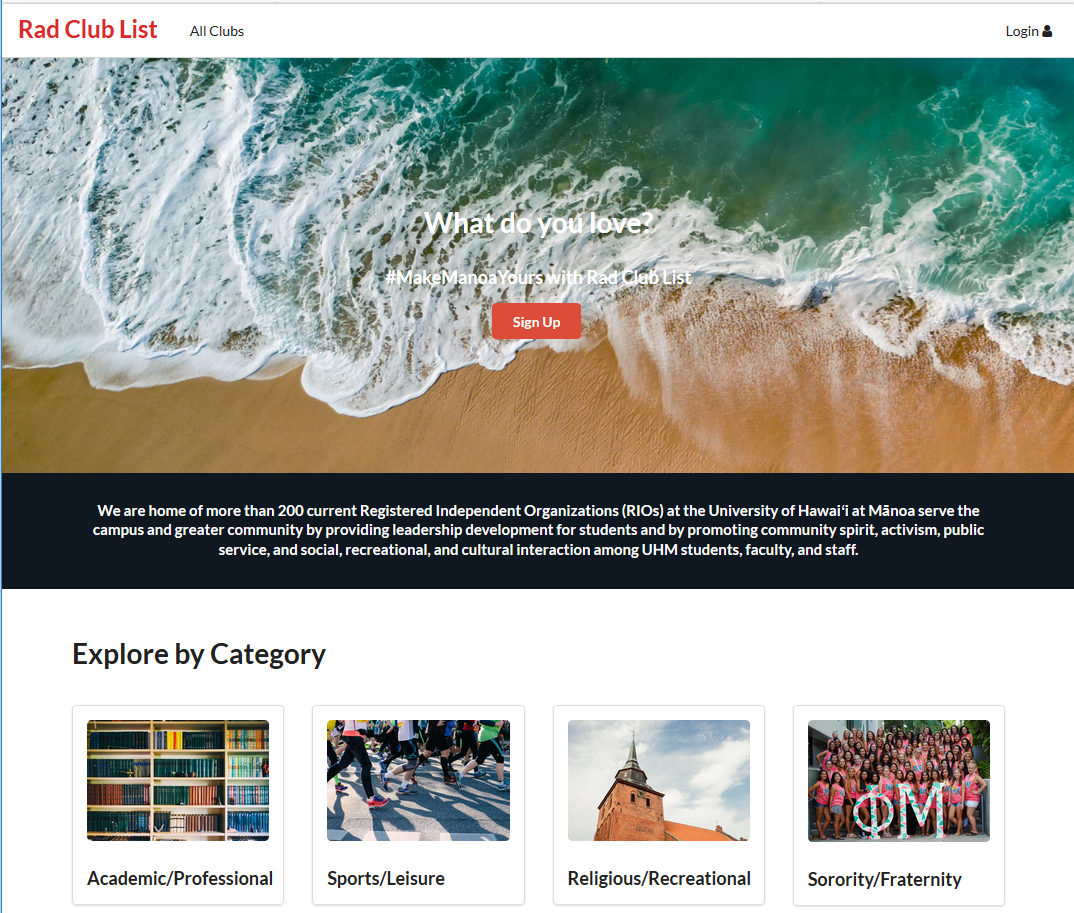 Rad Club List
All Clubs
Login
What do you love?
#MakeManoaYours with Rad Club List
Sign Up
We are home of more than 200 current Registered Independent Organizations (RIOs) at the University of Hawaiʻi at Mānoa serve the
campus and greater community by providing leadership development for students and by promoting community spirit, activism, public
service, and social, recreational, and cultural interaction among UHM students, faculty, and staff.
Explore by Category
ΦM
Academic/Professional
Sports/Leisure
Religious/Recreational
Sorority/Fraternity